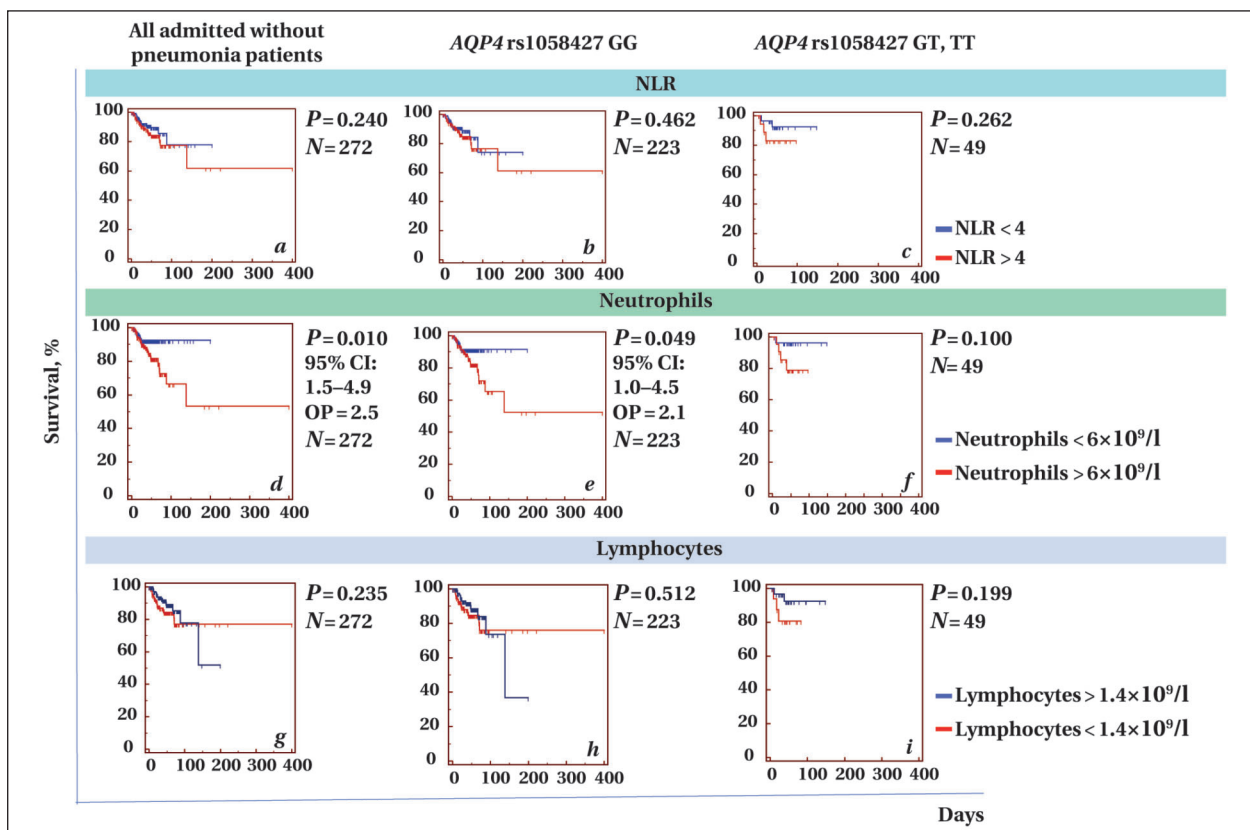 All admitted without
pneumonia patients
AQP4 rs1058427 GG
AQP4 rs1058427 GT, TT
NLR
100
80
60
40
20
0
0 100 200 300 400
a
P = 0.240
N = 272
100
80
60
40
20
0
0 100 200 300 400
b
P = 0.462
N = 223
100
80
60
40
20
0
0 100 200 300 400
c
P = 0.262
N = 49
NLR < 4
NLR > 4
Neutrophils
100
80
60
40
20
0
0 100 200 300 400
d
P = 0.010
95% CI:
1.5–4.9
OP = 2.5
N = 272
100
80
60
40
20
0
0 100 200 300 400
e
P = 0.049
95% CI:
1.0–4.5
OP = 2.1
N = 223
100
80
60
40
20
0
0 100 200 300 400
f
P = 0.100
N = 49
Neutrophils < 6×10⁹/l
Neutrophils > 6×10⁹/l
Lymphocytes
100
80
60
40
20
0
0 100 200 300 400
g
P = 0.235
N = 272
100
80
60
40
20
0
0 100 200 300 400
h
P = 0.512
N = 223
100
80
60
40
20
0
0 100 200 300 400
i
P = 0.199
N = 49
Lymphocytes > 1.4×10⁹/l
Lymphocytes < 1.4×10⁹/l
Survival, %
Days